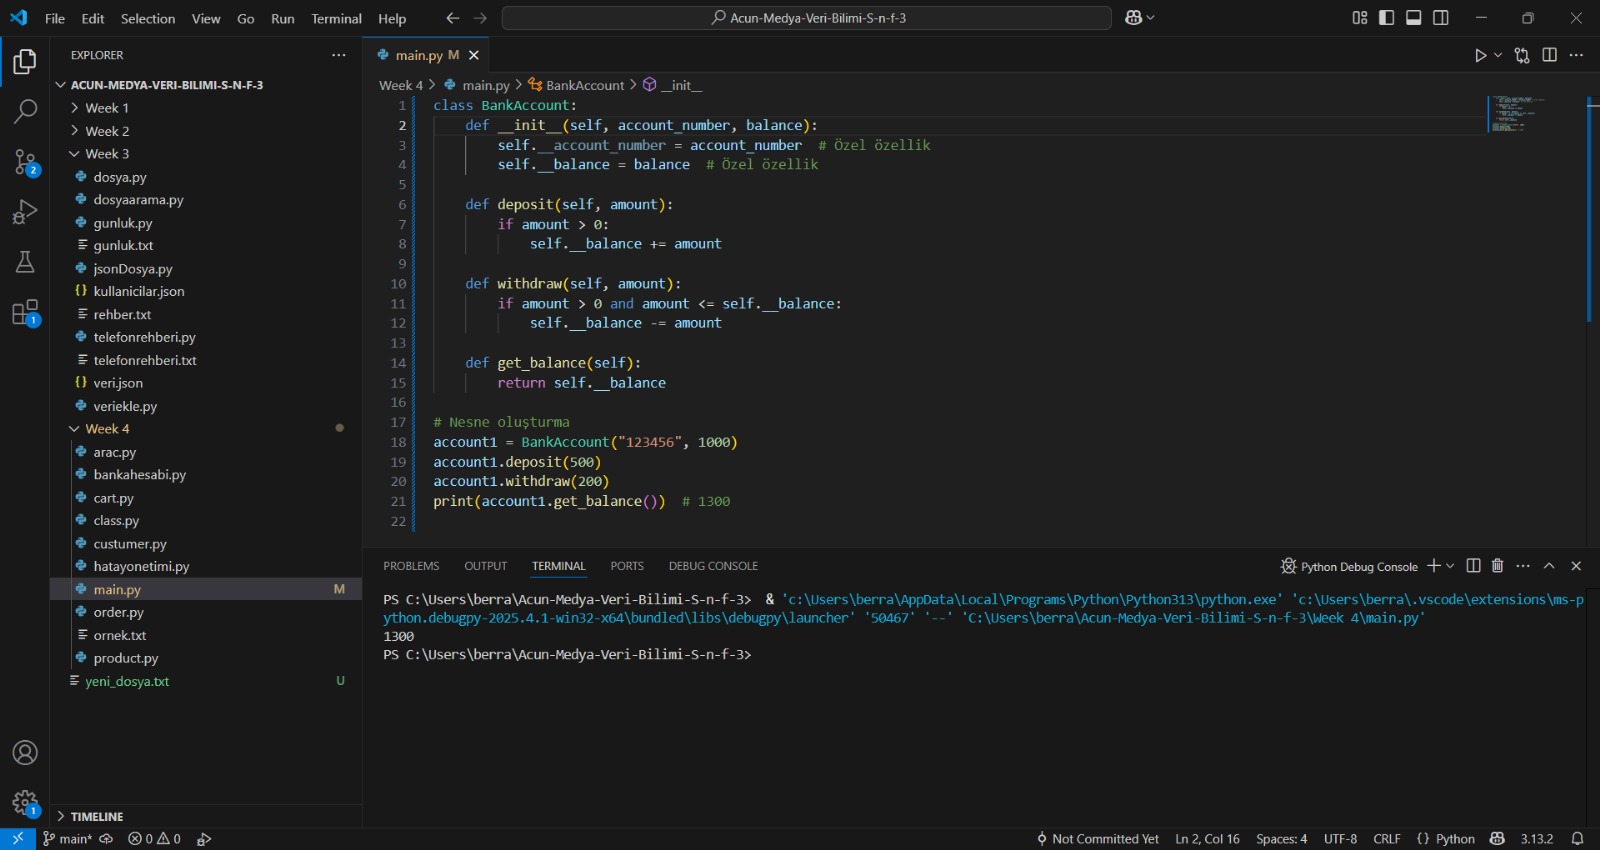 File Edit Selection View Go Run Terminal Help
Acun-Medya-Veri-Bilimi-S-n-f-3
EXPLORER
ACUN-MEDYA-VERI-BILIMI-S-N-F-3
Week 1
Week 2
Week 3
dosya.py
dosyaarama.py
gunluk.py
gunluk.txt
jsonDosya.py
kullanicilar.json
rehber.txt
telefonrehberi.py
telefonrehberi.txt
veri.json
veriekle.py
Week 4
arac.py
bankahesabi.py
cart.py
class.py
custumer.py
hatayonetimi.py
main.py M
order.py
ornek.txt
product.py
yeni_dosya.txt U
TIMELINE
2
1
1
main.py M
Week 4 > main.py > BankAccount > __init__
1 class BankAccount:
2     def __init__(self, account_number, balance):
3         self.__account_number = account_number  # Özel özellik
4         self.__balance = balance  # Özel özellik
5
6     def deposit(self, amount):
7         if amount > 0:
8             self.__balance += amount
9
10     def withdraw(self, amount):
11         if amount > 0 and amount <= self.__balance:
12             self.__balance -= amount
13
14     def get_balance(self):
15         return self.__balance
16
17 # Nesne oluşturma
18 account1 = BankAccount("123456", 1000)
19 account1.deposit(500)
20 account1.withdraw(200)
21 print(account1.get_balance())  # 1300
22
PROBLEMS OUTPUT TERMINAL PORTS DEBUG CONSOLE
Python Debug Console
PS C:\Users\berra\Acun-Medya-Veri-Bilimi-S-n-f-3>  & 'c:\Users\berra\AppData\Local\Programs\Python\Python313\python.exe' 'c:\Users\berra\.vscode\extensions\ms-p
ython.debugpy-2025.4.1-win32-x64\bundled\libs\debugpy\launcher' '50467' '--' 'C:\Users\berra\Acun-Medya-Veri-Bilimi-S-n-f-3\Week 4\main.py'
1300
PS C:\Users\berra\Acun-Medya-Veri-Bilimi-S-n-f-3>
main* 0 0
Not Committed Yet Ln 2, Col 16 Spaces: 4 UTF-8 CRLF {} Python 3.13.2